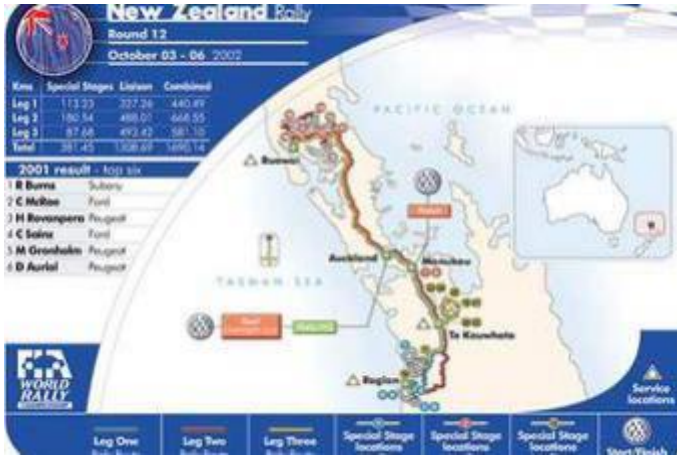 New Zealand Rally
Round 12
October 03 - 06 2002
Kms Special Stages Liaison Combined
Leg 1 113.23 327.26 440.49
Leg 2 180.54 488.01 668.55
Leg 3 87.68 493.42 581.10
Total 381.45 1308.69 1690.14
2001 result - top six
1 R Burns Subaru
2 C McRae Ford
3 H Rovanpera Peugeot
4 C Sainz Ford
5 M Gronholm Peugeot
6 D Auriol Peugeot
PACIFIC OCEAN
Ruawai
Auckland
Manukau
TASMAN SEA
Te Kauwhata
Raglan
FIA
WORLD
RALLY
CHAMPIONSHIP
Service
locations
Leg One
Leg Two
Leg Three
Special Stage
locations
Special Stage
locations
Special Stage
locations
Start/Finish